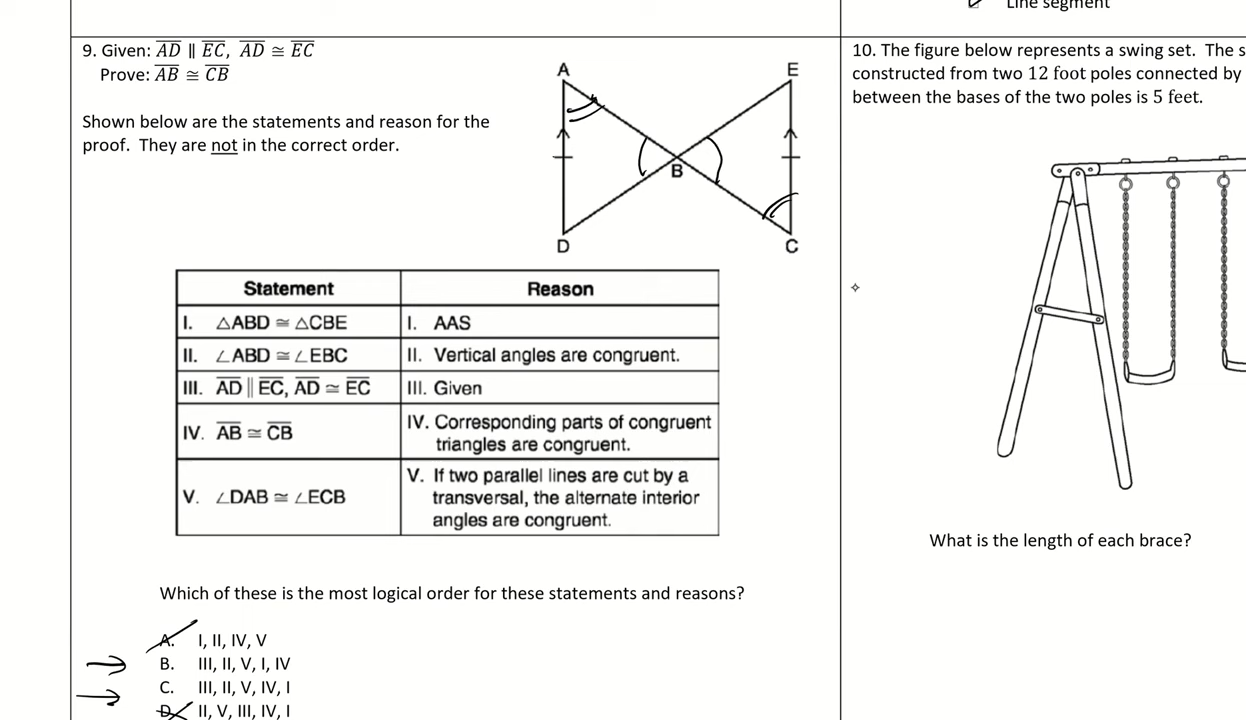 Line segment
9. Given: AD ∥ EC, AD ≅ EC
Prove: AB ≅ CB
Shown below are the statements and reason for the
proof. They are not in the correct order.
A
E
B
D
C
Statement Reason
I. △ABD ≅ △CBE I. AAS
II. ∠ABD ≅ ∠EBC II. Vertical angles are congruent.
III. AD ∥ EC, AD ≅ EC III. Given
IV. AB ≅ CB IV. Corresponding parts of congruent
triangles are congruent.
V. ∠DAB ≅ ∠ECB V. If two parallel lines are cut by a
transversal, the alternate interior
angles are congruent.
Which of these is the most logical order for these statements and reasons?
A. I, II, IV, V
B. III, II, V, I, IV
C. III, II, V, IV, I
D. II, V, III, IV, I
10. The figure below represents a swing set. The s
constructed from two 12 foot poles connected by
between the bases of the two poles is 5 feet.
What is the length of each brace?